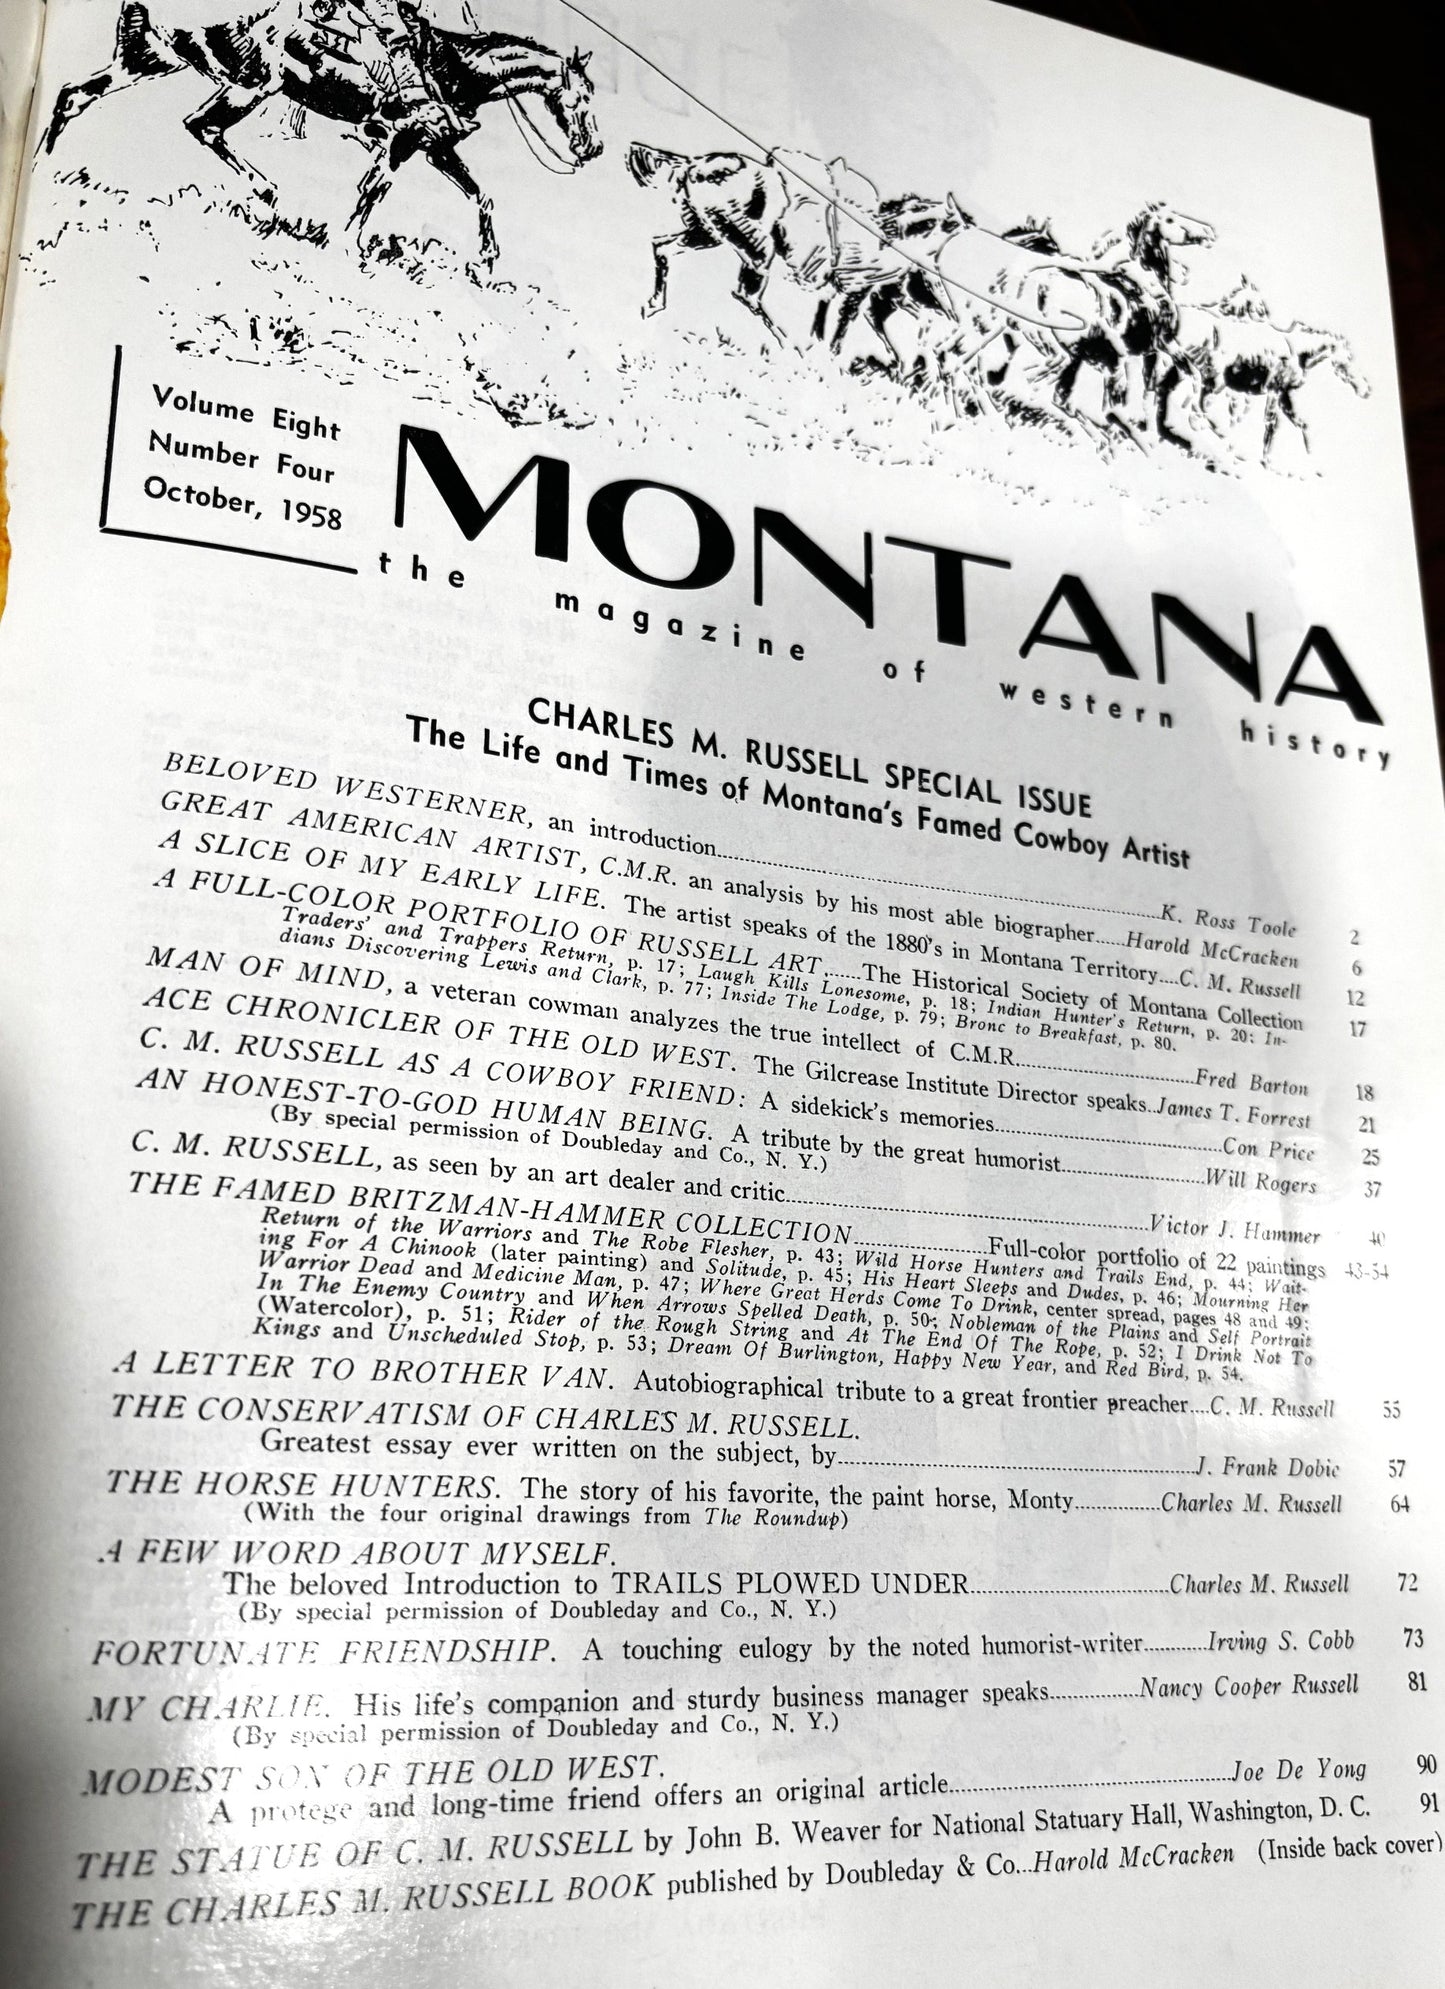 Volume Eight
Number Four
October, 1958
MONTANA
the magazine of western history
CHARLES M. RUSSELL SPECIAL ISSUE
The Life and Times of Montana's Famed Cowboy Artist
BELOVED WESTERNER, an introduction....................K. Ross Toole 2
GREAT AMERICAN ARTIST, C.M.R. an analysis by his most able biographer......Harold McCracken 6
A SLICE OF MY EARLY LIFE. The artist speaks of the 1880's in Montana Territory....C. M. Russell 12
A FULL-COLOR PORTFOLIO OF RUSSELL ART.......The Historical Society of Montana Collection 17
Traders' and Trappers Return, p. 17; Laugh Kills Lonesome, p. 18; Indian Hunter's Return, p. 20; In-
dians Discovering Lewis and Clark, p. 77; Inside The Lodge, p. 79; Bronc to Breakfast, p. 80.
MAN OF MIND, a veteran cowman analyzes the true intellect of C.M.R....................Fred Barton 18
ACE CHRONICLER OF THE OLD WEST. The Gilcrease Institute Director speaks..James T. Forrest 21
C. M. RUSSELL AS A COWBOY FRIEND: A sidekick's memories....................Con Price 25
AN HONEST-TO-GOD HUMAN BEING. A tribute by the great humorist....................Will Rogers 37
(By special permission of Doubleday and Co., N. Y.)
C. M. RUSSELL, as seen by an art dealer and critic....................Victor J. Hammer 40
THE FAMED BRITZMAN-HAMMER COLLECTION....................Full-color portfolio of 22 paintings 43-54
Return of the Warriors and The Robe Flesher, p. 43; Wild Horse Hunters and Trails End, p. 44; Wait-
ing For A Chinook (later painting) and Solitude, p. 45; His Heart Sleeps and Dudes, p. 46; Mourning Her
Warrior Dead and Medicine Man, p. 47; Where Great Herds Come To Drink, center spread, pages 48 and 49;
In The Enemy Country and When Arrows Spelled Death, p. 50; Nobleman of the Plains and Self Portrait
(Watercolor), p. 51; Rider of the Rough String and At The End Of The Rope, p. 52; I Drink Not To
Kings and Unscheduled Stop, p. 53; Dream Of Burlington, Happy New Year, and Red Bird, p. 54.
A LETTER TO BROTHER VAN. Autobiographical tribute to a great frontier preacher....C. M. Russell 55
THE CONSERVATISM OF CHARLES M. RUSSELL.
Greatest essay ever written on the subject, by....................J. Frank Dobie 57
THE HORSE HUNTERS. The story of his favorite, the paint horse, Monty................Charles M. Russell 64
(With the four original drawings from The Roundup)
A FEW WORD ABOUT MYSELF.
The beloved Introduction to TRAILS PLOWED UNDER....................Charles M. Russell 72
(By special permission of Doubleday and Co., N. Y.)
FORTUNATE FRIENDSHIP. A touching eulogy by the noted humorist-writer...........Irving S. Cobb 73
MY CHARLIE. His life's companion and sturdy business manager speaks................Nancy Cooper Russell 81
(By special permission of Doubleday and Co., N. Y.)
MODEST SON OF THE OLD WEST.
A protege and long-time friend offers an original article....................Joe De Yong 90
THE STATUE OF C. M. RUSSELL by John B. Weaver for National Statuary Hall, Washington, D. C. 91
THE CHARLES M. RUSSELL BOOK published by Doubleday & Co...Harold McCracken (Inside back cover)